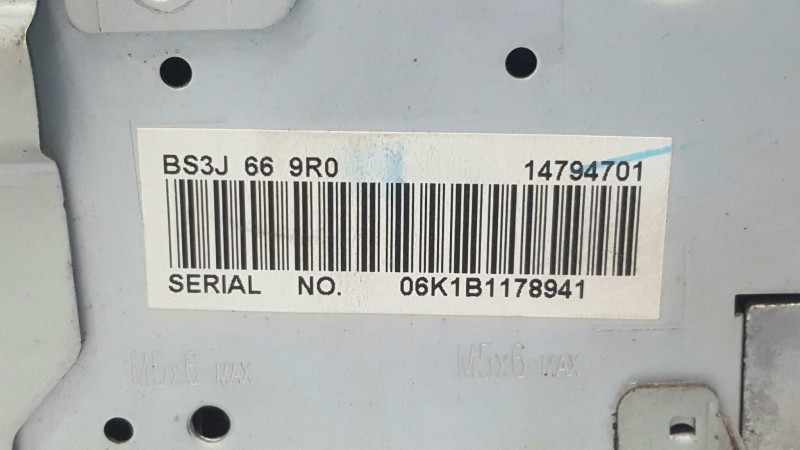 BS3J 66 9R0 14794701
SERIAL NO. 06K1B1178941
M5x6 MAX M5x6 MAX